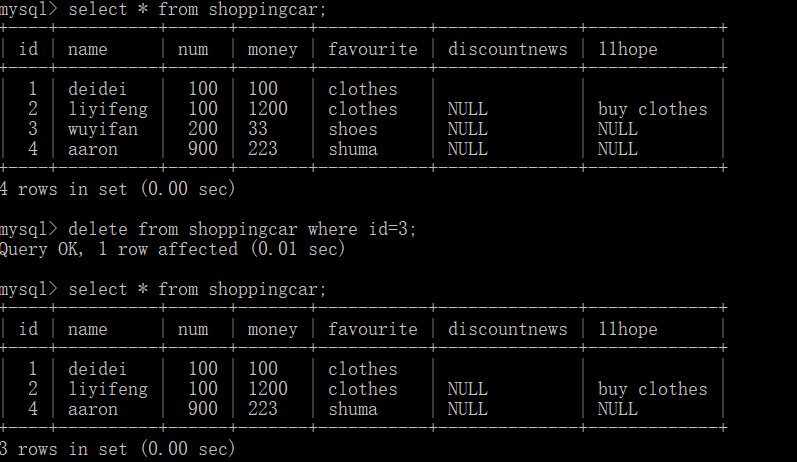 mysql> select * from shoppingcar;
+----+----------+------+-------+-----------+--------------+-------------+
| id | name     | num  | money | favourite | discountnews | llhope      |
+----+----------+------+-------+-----------+--------------+-------------+
|  1 | deidei   |  100 | 100   | clothes   |              |             |
|  2 | liyifeng |  100 | 1200  | clothes   | NULL         | buy clothes |
|  3 | wuyifan  |  200 | 33    | shoes     | NULL         | NULL        |
|  4 | aaron    |  900 | 223   | shuma     | NULL         | NULL        |
+----+----------+------+-------+-----------+--------------+-------------+
4 rows in set (0.00 sec)
mysql> delete from shoppingcar where id=3;
Query OK, 1 row affected (0.01 sec)
mysql> select * from shoppingcar;
+----+----------+------+-------+-----------+--------------+-------------+
| id | name     | num  | money | favourite | discountnews | llhope      |
+----+----------+------+-------+-----------+--------------+-------------+
|  1 | deidei   |  100 | 100   | clothes   |              |             |
|  2 | liyifeng |  100 | 1200  | clothes   | NULL         | buy clothes |
|  4 | aaron    |  900 | 223   | shuma     | NULL         | NULL        |
+----+----------+------+-------+-----------+--------------+-------------+
3 rows in set (0.00 sec)